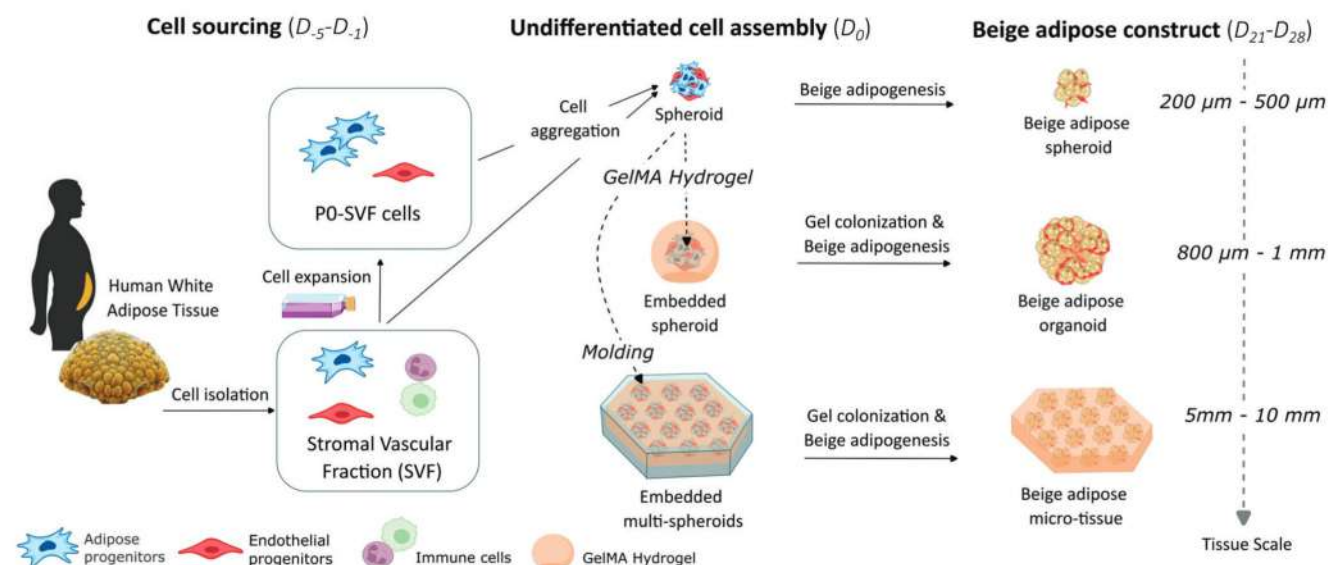 Cell sourcing (D-5-D-1)
Undifferentiated cell assembly (D0)
Beige adipose construct (D21-D28)
Cell
aggregation
Spheroid
Beige adipogenesis
Beige adipose
spheroid
200 µm - 500 µm
P0-SVF cells
GelMA Hydrogel
Gel colonization &
Beige adipogenesis
Embedded
spheroid
Beige adipose
organoid
800 µm - 1 mm
Cell expansion
Human White
Adipose Tissue
Cell isolation
Stromal Vascular
Fraction (SVF)
Molding
Embedded
multi-spheroids
Gel colonization &
Beige adipogenesis
Beige adipose
micro-tissue
5mm - 10 mm
Tissue Scale
Adipose
progenitors
Endothelial
progenitors
Immune cells
GelMA Hydrogel